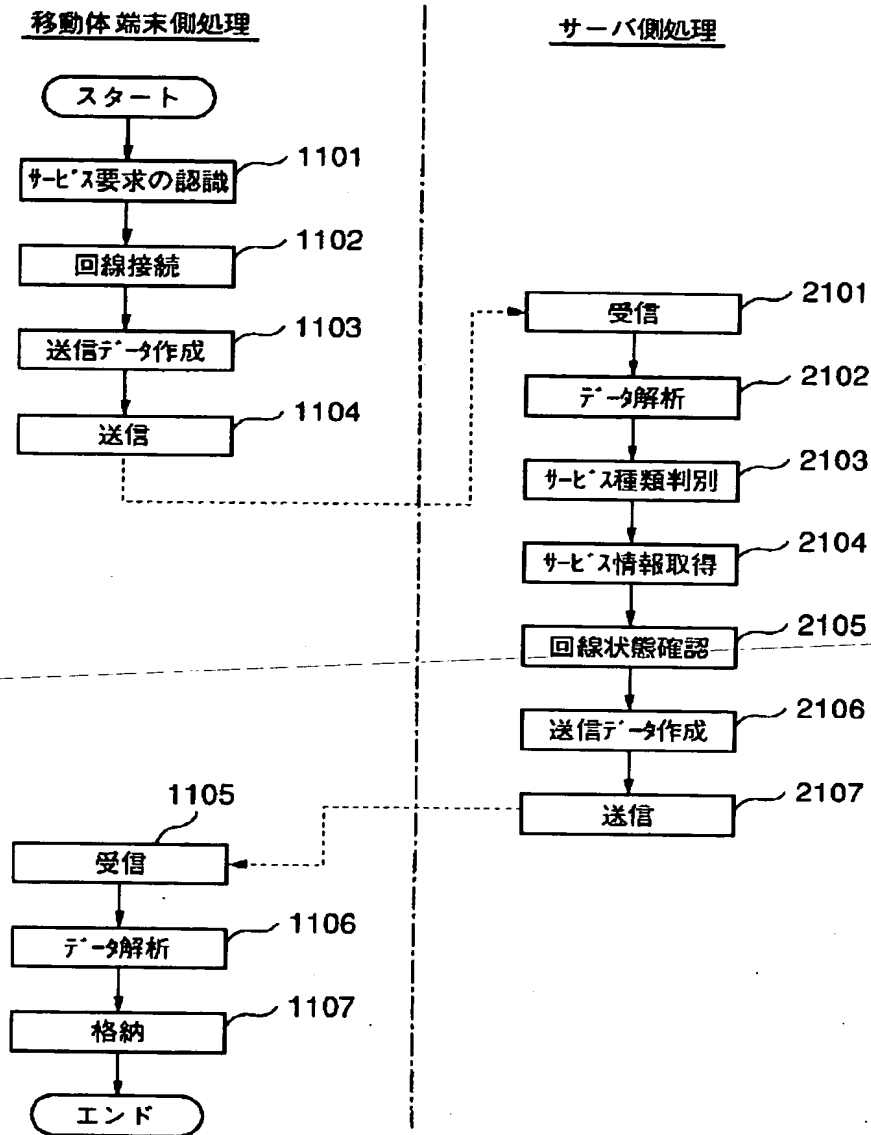 移動体端末側処理
スタート
サービス要求の認識
1101
回線接続
1102
送信データ作成
1103
送信
1104
サーバ側処理
受信
2101
データ解析
2102
サービス種類判別
2103
サービス情報取得
2104
回線状態確認
2105
送信データ作成
2106
送信
2107
1105
受信
データ解析
1106
格納
1107
エンド